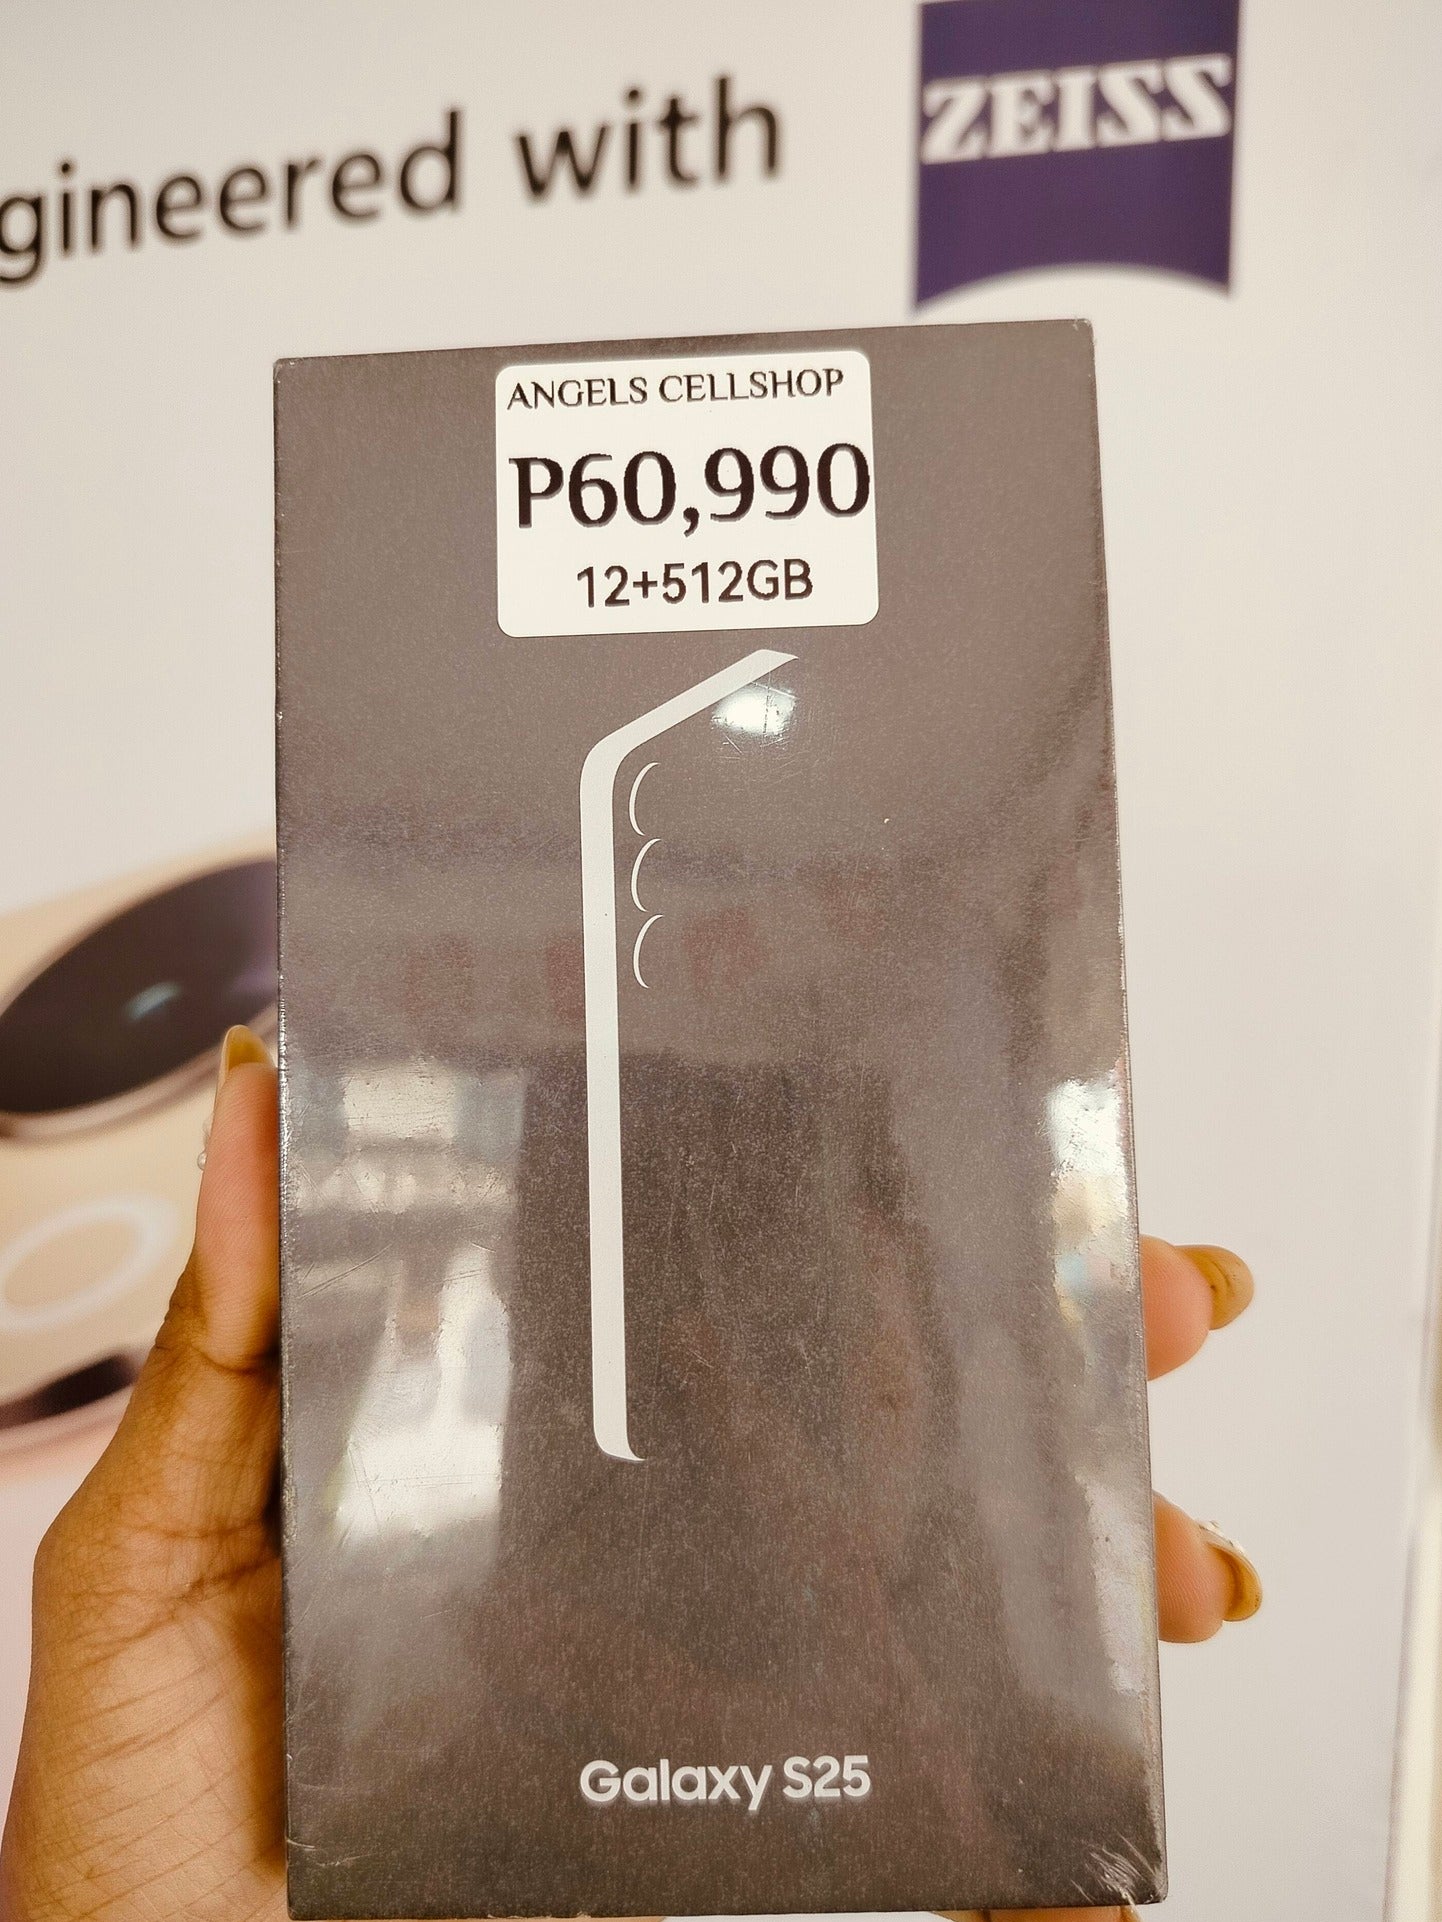 gineered with
ZEISS
ANGELS CELLSHOP
P60,990
12+512GB
Galaxy S25